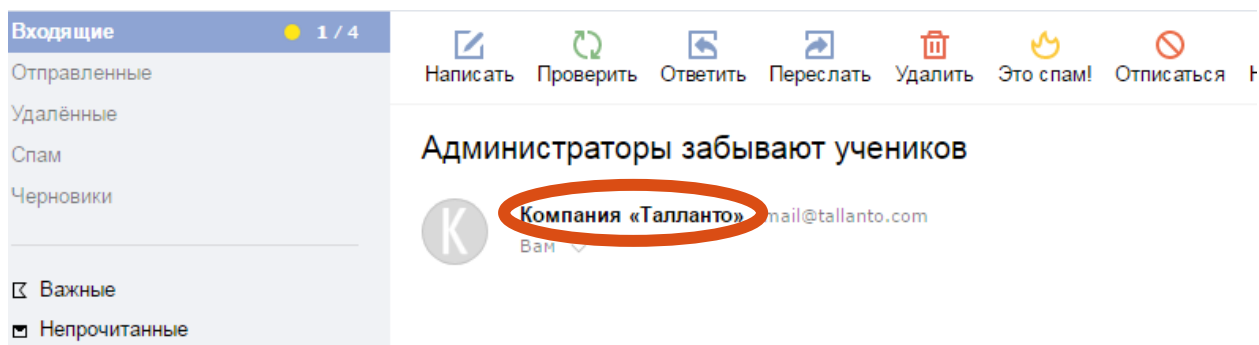 Входящие 1 / 4
Отправленные
Удалённые
Спам
Черновики
Важные
Непрочитанные
Написать Проверить Ответить Переслать Удалить Это спам! Отписаться
Администраторы забывают учеников
К
Компания «Талланто» mail@tallanto.com
Вам